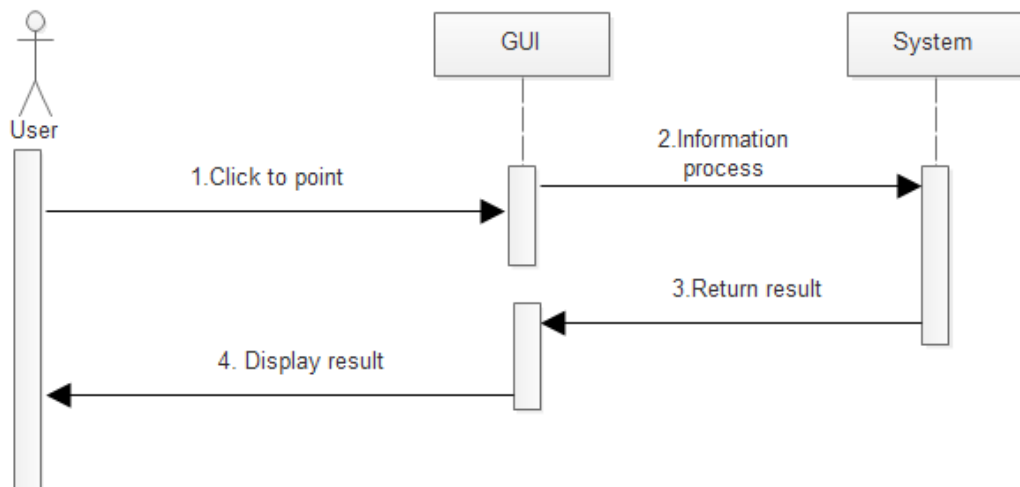 GUI
System
User
1.Click to point
2.Information
process
3.Return result
4. Display result